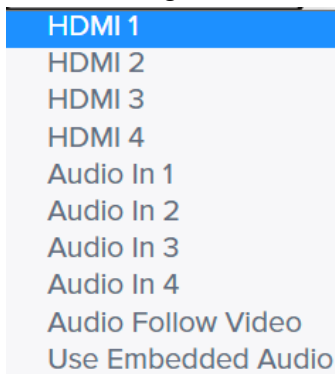 HDMI 1
HDMI 2
HDMI 3
HDMI 4
Audio In 1
Audio In 2
Audio In 3
Audio In 4
Audio Follow Video
Use Embedded Audio